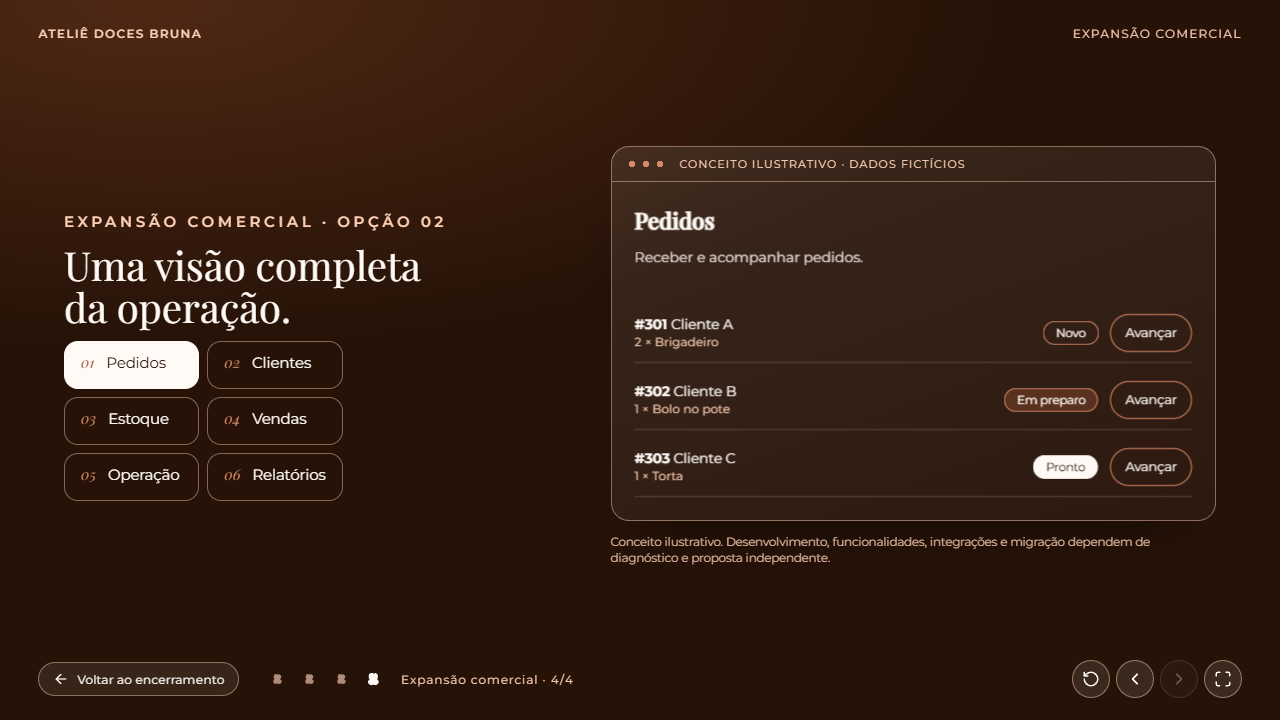 ATELIÊ DOCES BRUNA
EXPANSÃO COMERCIAL
EXPANSÃO COMERCIAL · OPÇÃO 02
Uma visão completa
da operação.
01 Pedidos
02 Clientes
03 Estoque
04 Vendas
05 Operação
06 Relatórios
CONCEITO ILUSTRATIVO · DADOS FICTÍCIOS
Pedidos
Receber e acompanhar pedidos.
#301 Cliente A
2 × Brigadeiro
Novo
Avançar
#302 Cliente B
1 × Bolo no pote
Em preparo
Avançar
#303 Cliente C
1 × Torta
Pronto
Avançar
Conceito ilustrativo. Desenvolvimento, funcionalidades, integrações e migração dependem de
diagnóstico e proposta independente.
Voltar ao encerramento
Expansão comercial · 4/4